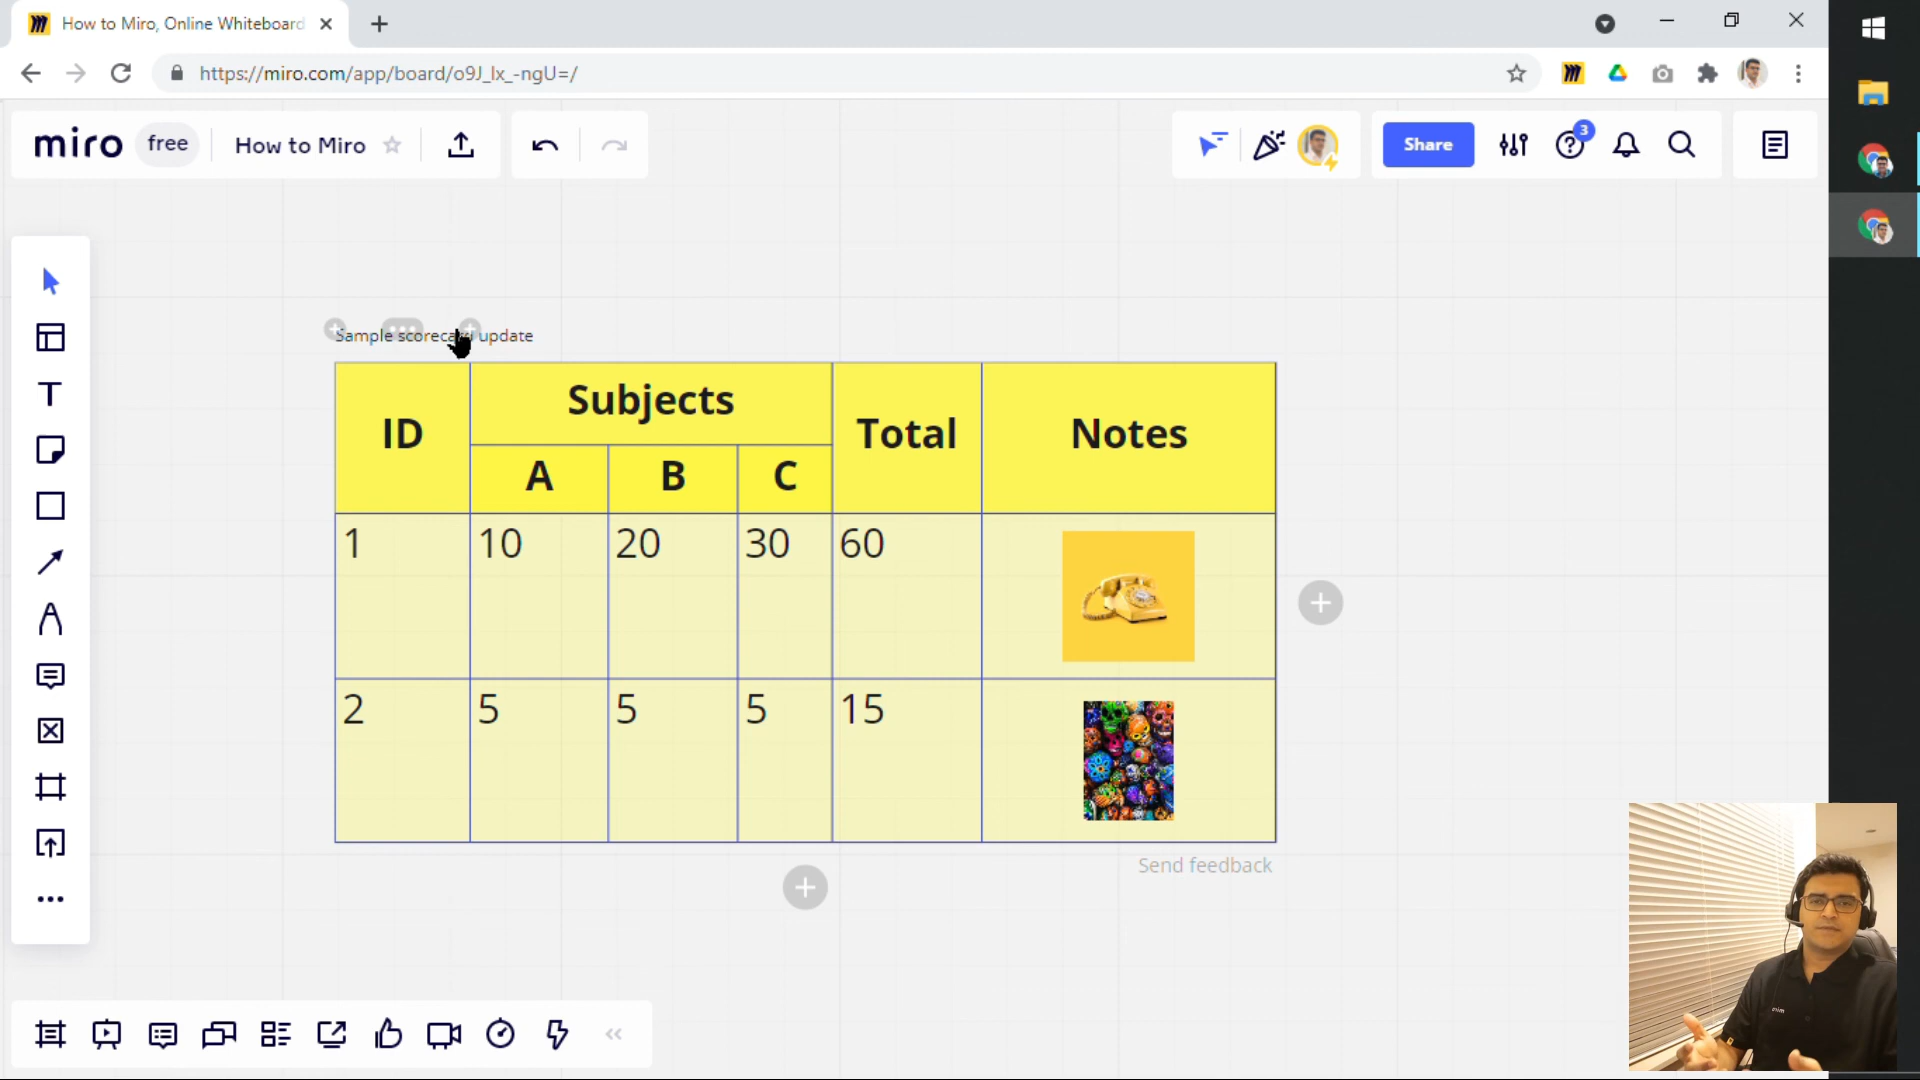 How to Miro, Online Whiteboard
https://miro.com/app/board/o9J_lx_-ngU=/
miro free How to Miro
Share 3
Sample scorecard update
ID Subjects Total Notes
A B C
1 10 20 30 60
2 5 5 5 15
Send feedback